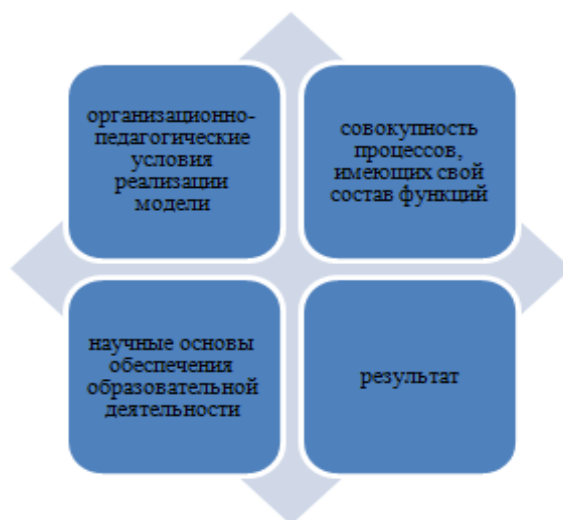 организационно-
педагогические
условия
реализации
модели
совокупность
процессов,
имеющих свой
состав функций
научные основы
обеспечения
образовательной
деятельности
результат